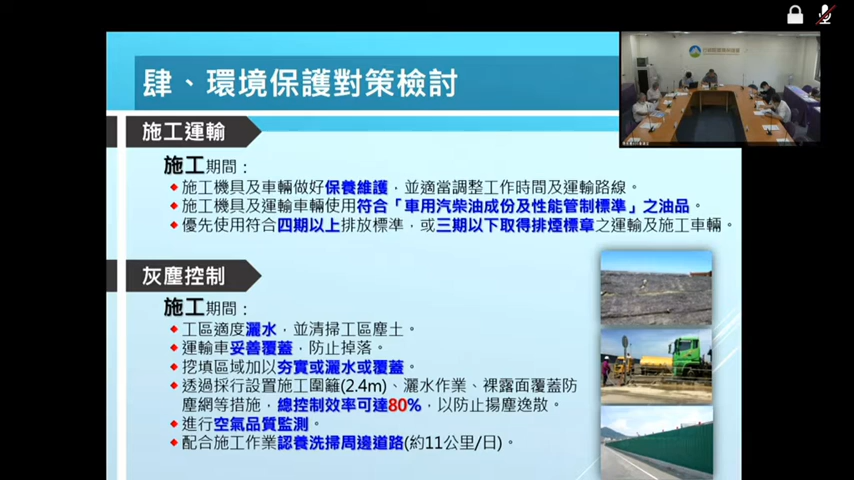 肆、環境保護對策檢討
施工運輸
施工期間：
施工機具及車輛做好保養維護，並適當調整工作時間及運輸路線。
施工機具及運輸車輛使用符合「車用汽柴油成份及性能管制標準」之油品。
優先使用符合四期以上排放標準，或三期以下取得排煙標章之運輸及施工車輛。
灰塵控制
施工期間：
工區適度灑水，並清掃工區塵土。
運輸車妥善覆蓋，防止掉落。
挖填區域加以夯實或灑水或覆蓋。
透過採行設置施工圍籬(2.4m)、灑水作業、裸露面覆蓋防
塵網等措施，總控制效率可達80%，以防止揚塵逸散。
進行空氣品質監測。
配合施工作業認養洗掃周邊道路(約11公里/日)。